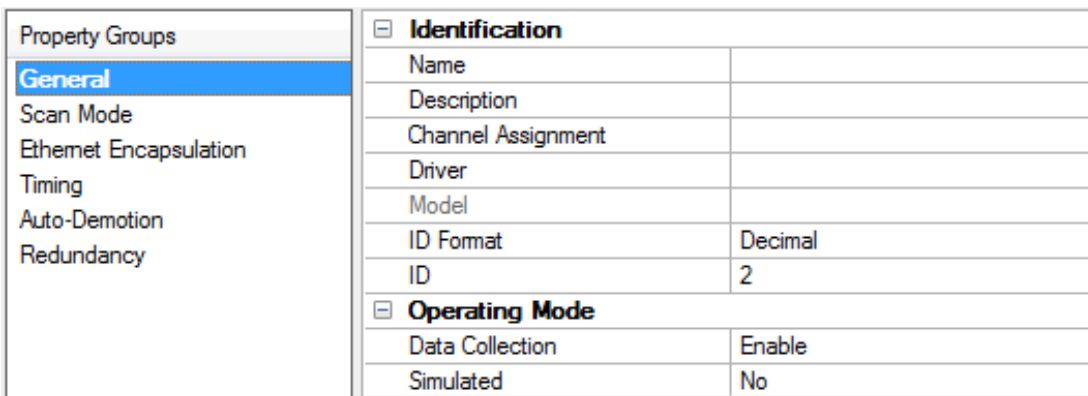 Property Groups
General
Scan Mode
Ethernet Encapsulation
Timing
Auto-Demotion
Redundancy
Identification
Name
Description
Channel Assignment
Driver
Model
ID Format Decimal
ID 2
Operating Mode
Data Collection Enable
Simulated No